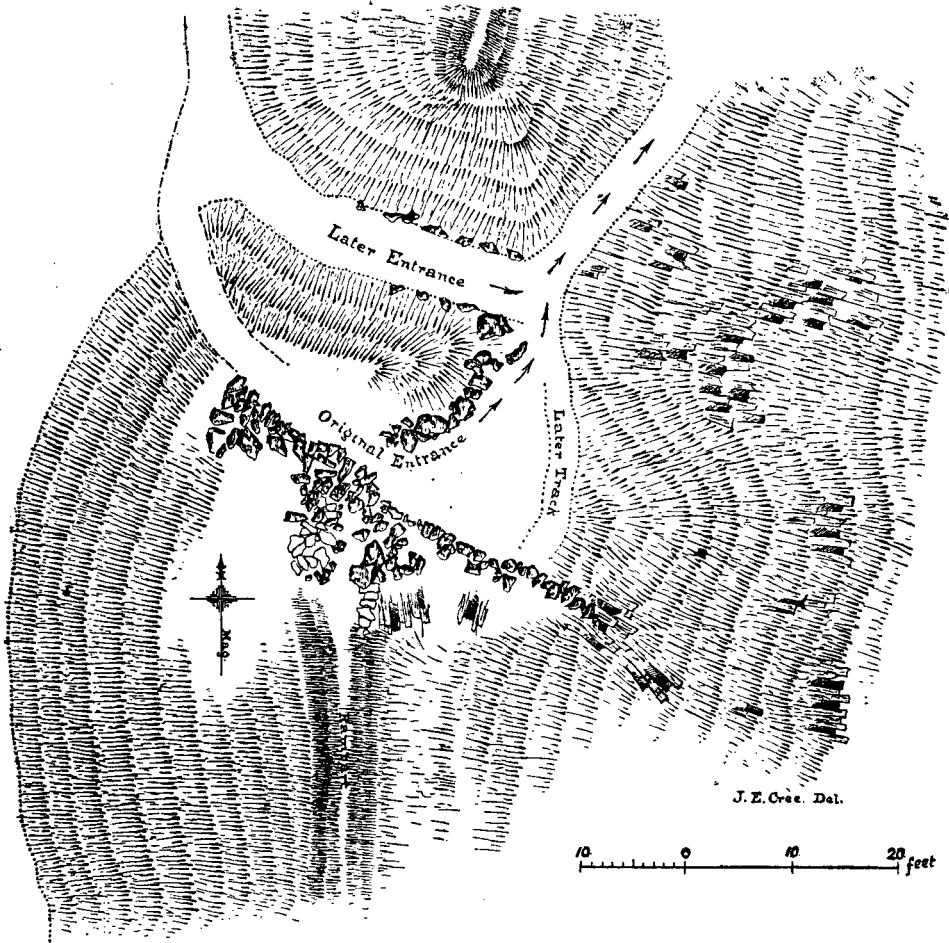 Later Entrance
Original Entrance
Later Track
Mag
J. E. Cree. Del.
10 0 10 20 feet